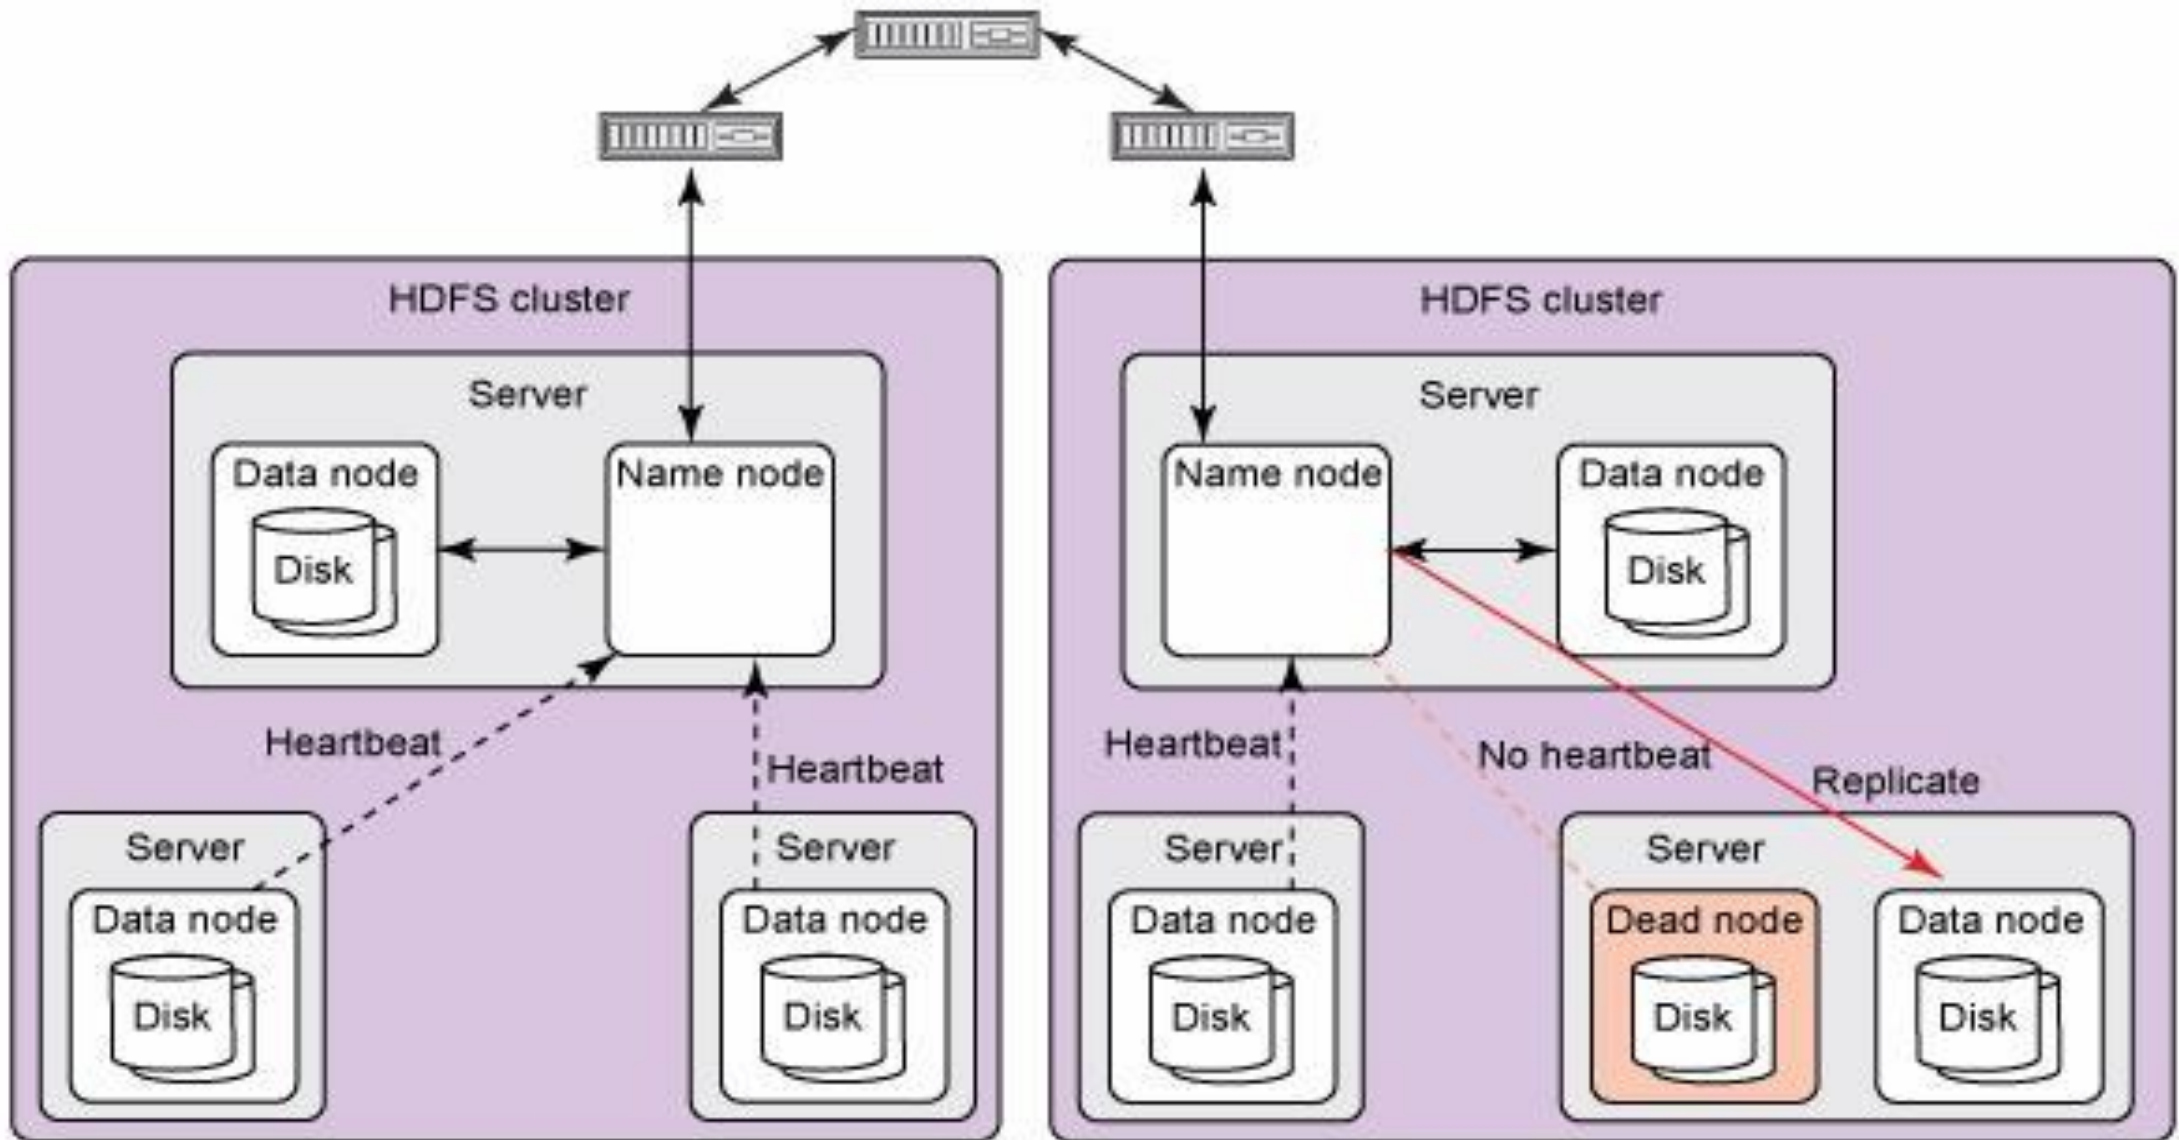 HDFS cluster
Server
Data node
Disk
Name node
Heartbeat
Heartbeat
Server
Data node
Disk
Server
Data node
Disk
HDFS cluster
Server
Name node
Data node
Disk
Heartbeat
No heartbeat
Replicate
Server
Data node
Disk
Server
Dead node
Disk
Data node
Disk